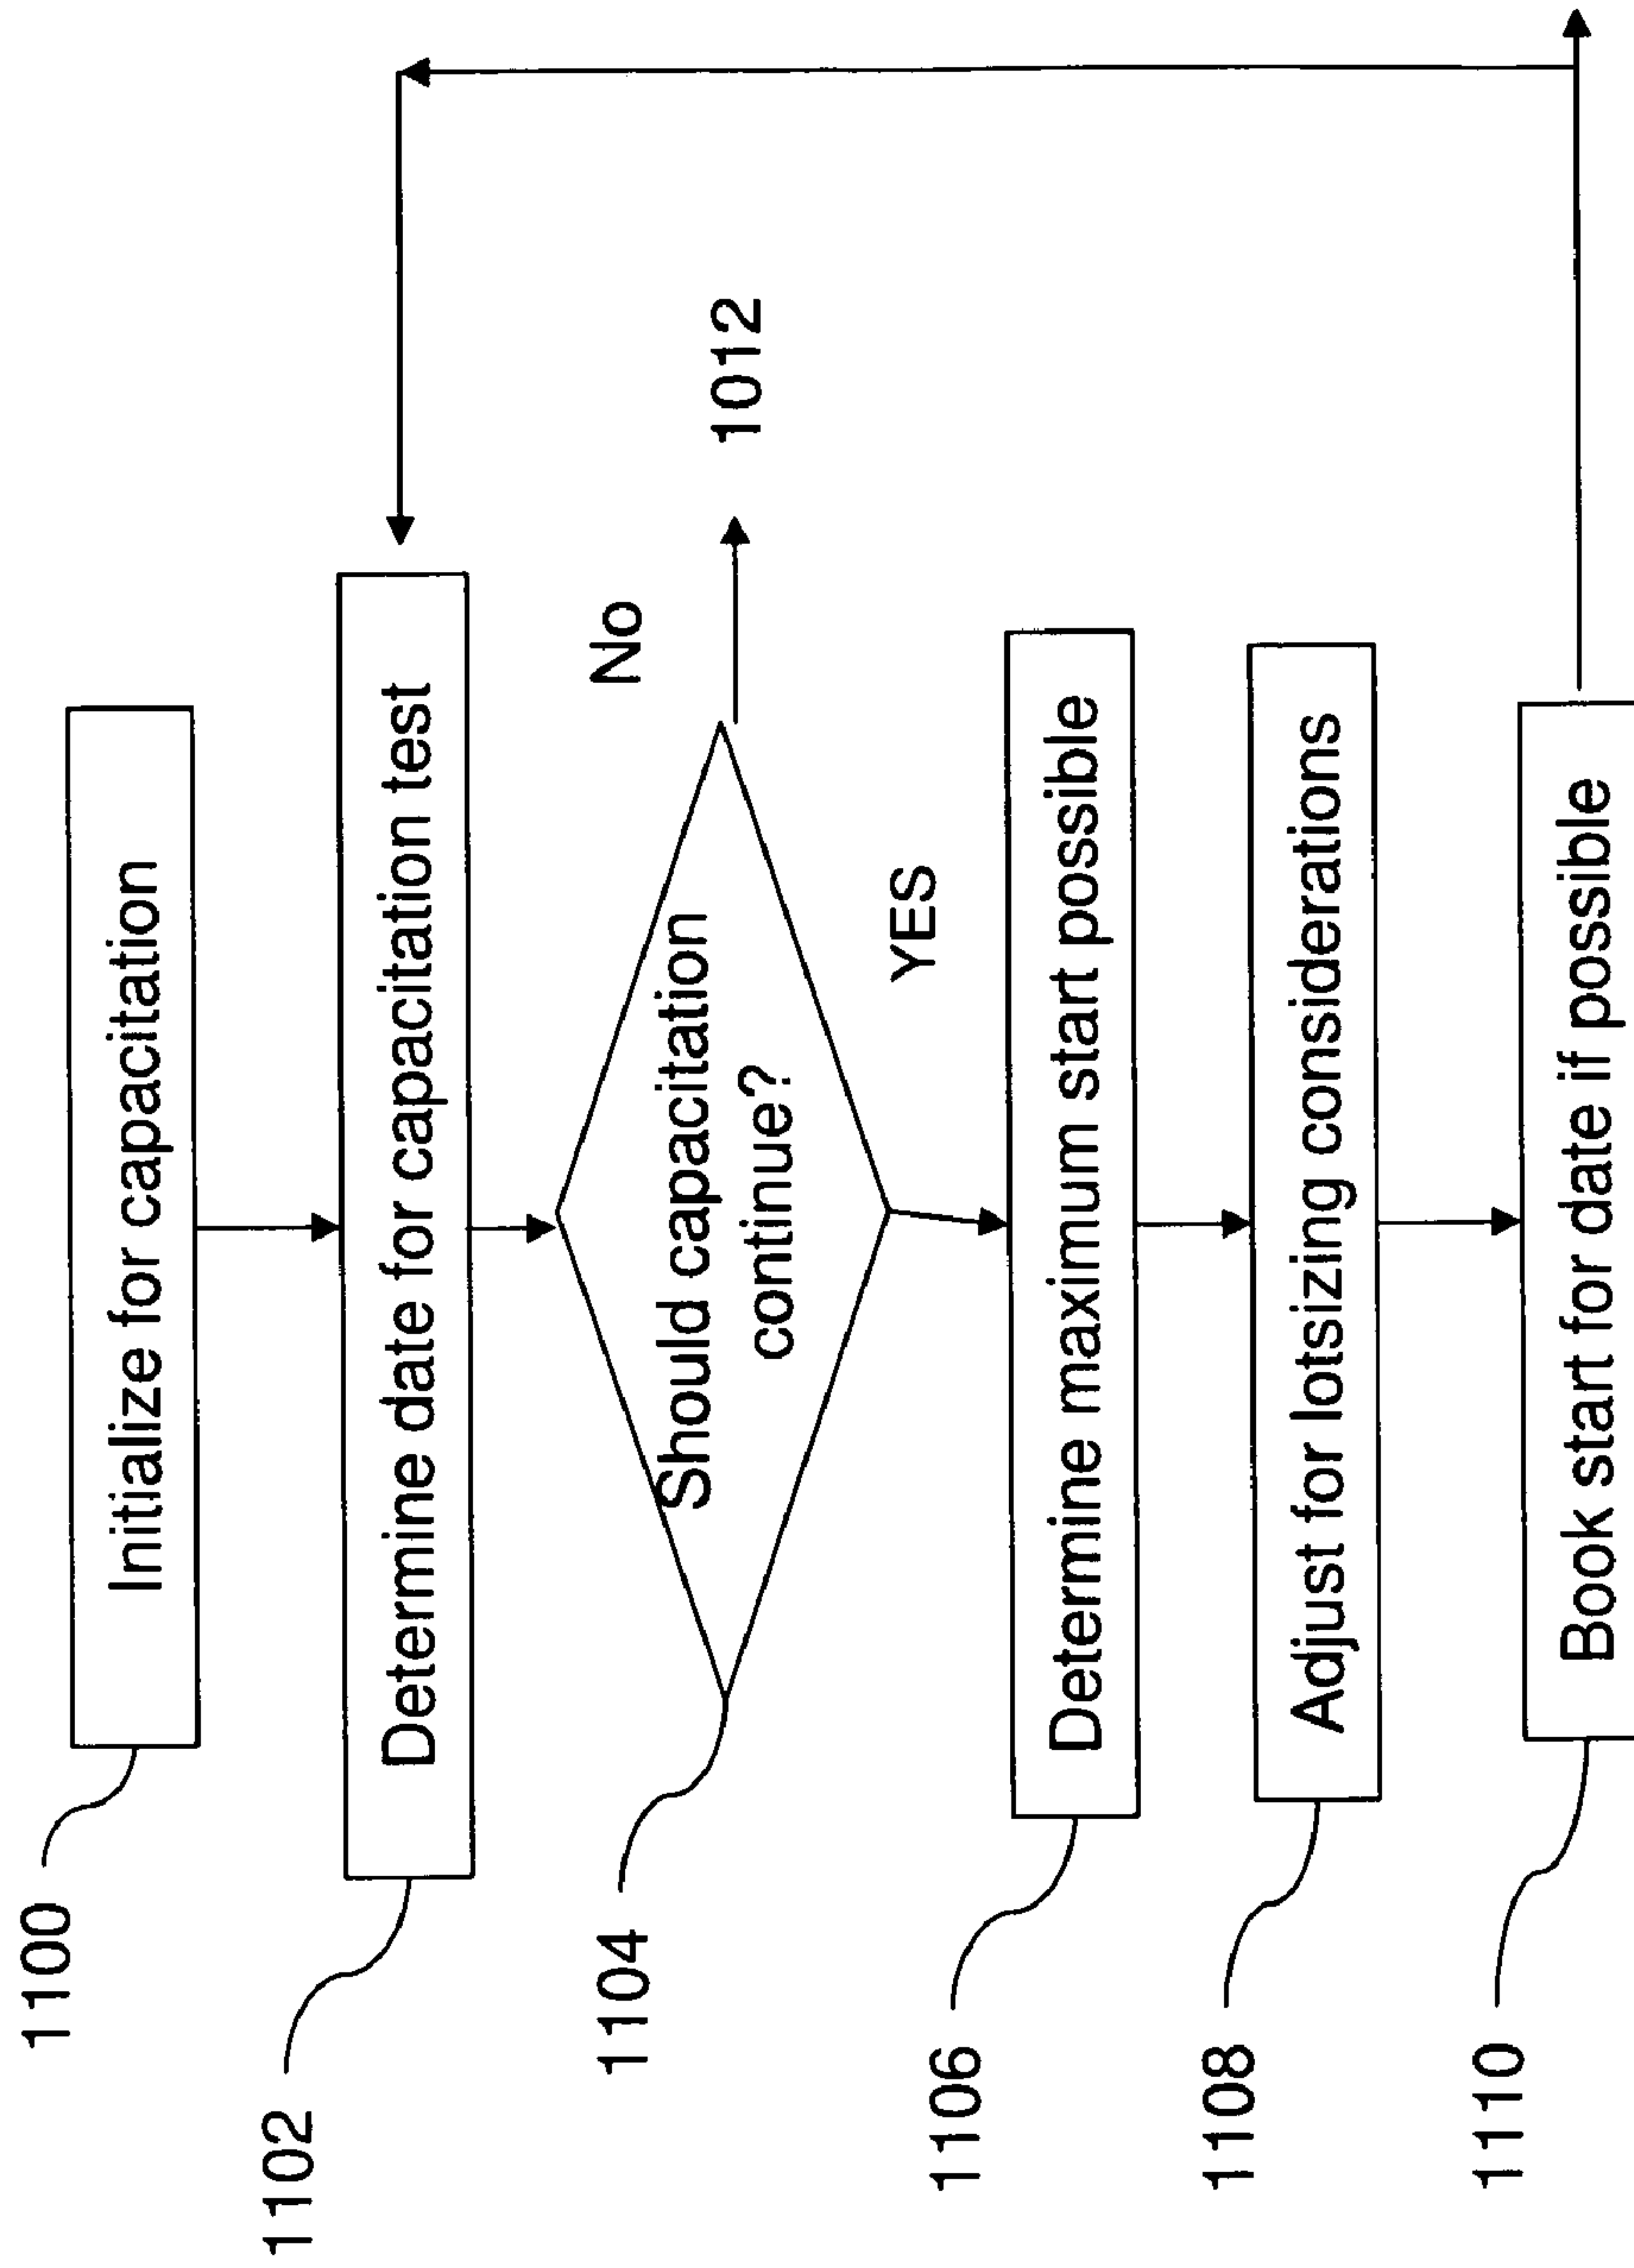 1100
Initialize for capacitation
1102
Determine date for capacitation test
1104
Should capacitation
continue?
No
1012
YES
1106
Determine maximum start possible
1108
Adjust for lotsizing considerations
1110
Book start for date if possible